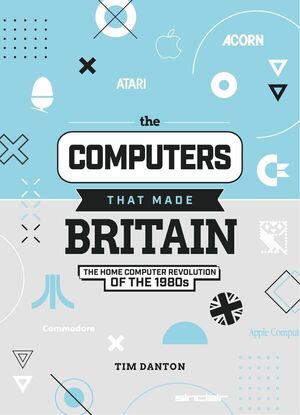 ACORN
ATARI
the
COMPUTERS
THAT MADE
BRITAIN
THE HOME COMPUTER REVOLUTION
OF THE 1980s
Commodore
Apple Compu
TIM DANTON
sinclair